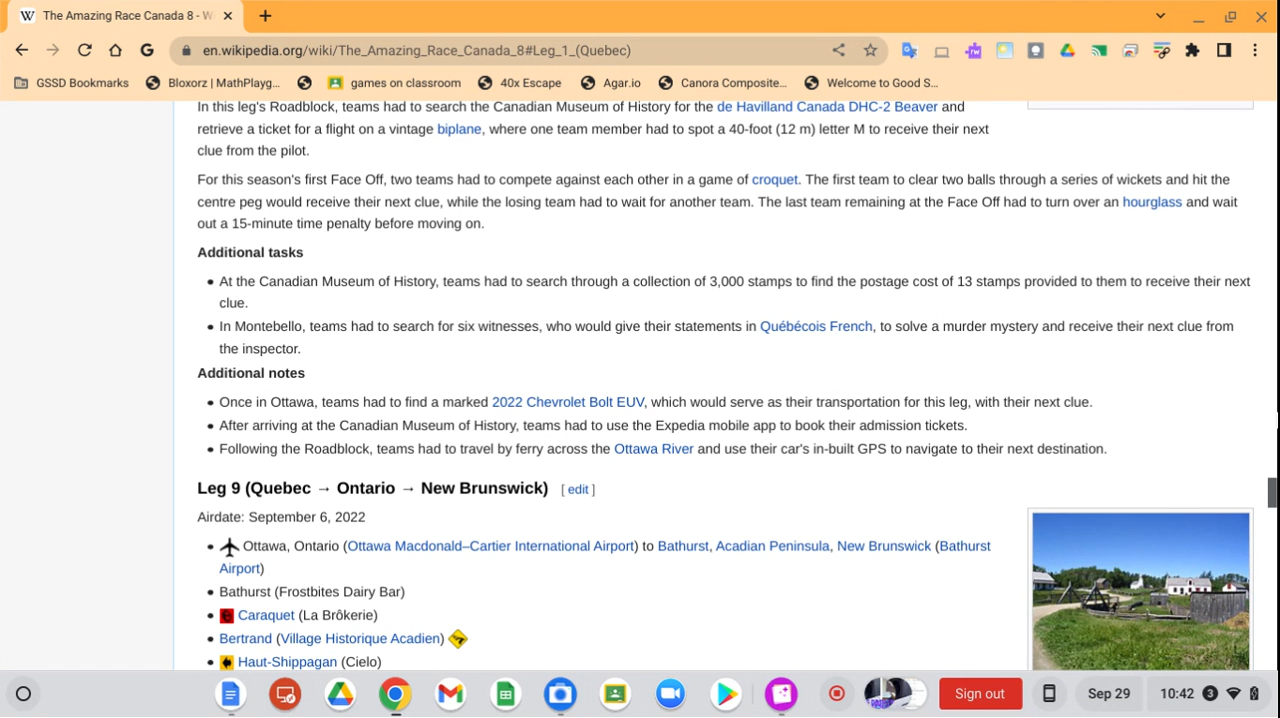 The Amazing Race Canada 8 - W
en.wikipedia.org/wiki/The_Amazing_Race_Canada_8#Leg_1_(Quebec)
GSSD Bookmarks Bloxorz | MathPlayg... games on classroom 40x Escape Agar.io Canora Composite... Welcome to Good S...
In this leg's Roadblock, teams had to search the Canadian Museum of History for the de Havilland Canada DHC-2 Beaver and
retrieve a ticket for a flight on a vintage biplane, where one team member had to spot a 40-foot (12 m) letter M to receive their next
clue from the pilot.
For this season's first Face Off, two teams had to compete against each other in a game of croquet. The first team to clear two balls through a series of wickets and hit the
centre peg would receive their next clue, while the losing team had to wait for another team. The last team remaining at the Face Off had to turn over an hourglass and wait
out a 15-minute time penalty before moving on.
Additional tasks
• At the Canadian Museum of History, teams had to search through a collection of 3,000 stamps to find the postage cost of 13 stamps provided to them to receive their next
clue.
• In Montebello, teams had to search for six witnesses, who would give their statements in Québécois French, to solve a murder mystery and receive their next clue from
the inspector.
Additional notes
• Once in Ottawa, teams had to find a marked 2022 Chevrolet Bolt EUV, which would serve as their transportation for this leg, with their next clue.
• After arriving at the Canadian Museum of History, teams had to use the Expedia mobile app to book their admission tickets.
• Following the Roadblock, teams had to travel by ferry across the Ottawa River and use their car's in-built GPS to navigate to their next destination.
Leg 9 (Quebec → Ontario → New Brunswick) [ edit ]
Airdate: September 6, 2022
• Ottawa, Ontario (Ottawa Macdonald–Cartier International Airport) to Bathurst, Acadian Peninsula, New Brunswick (Bathurst
Airport)
• Bathurst (Frostbites Dairy Bar)
• Caraquet (La Brôkerie)
• Bertrand (Village Historique Acadien)
• Haut-Shippagan (Cielo)
Sign out Sep 29 10:42 3